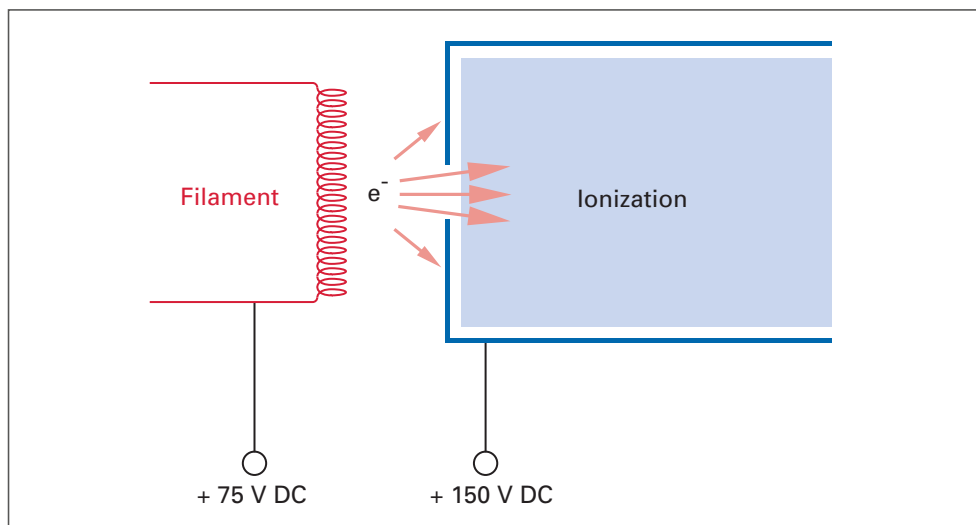 Filament
e-
Ionization
+ 75 V DC
+ 150 V DC